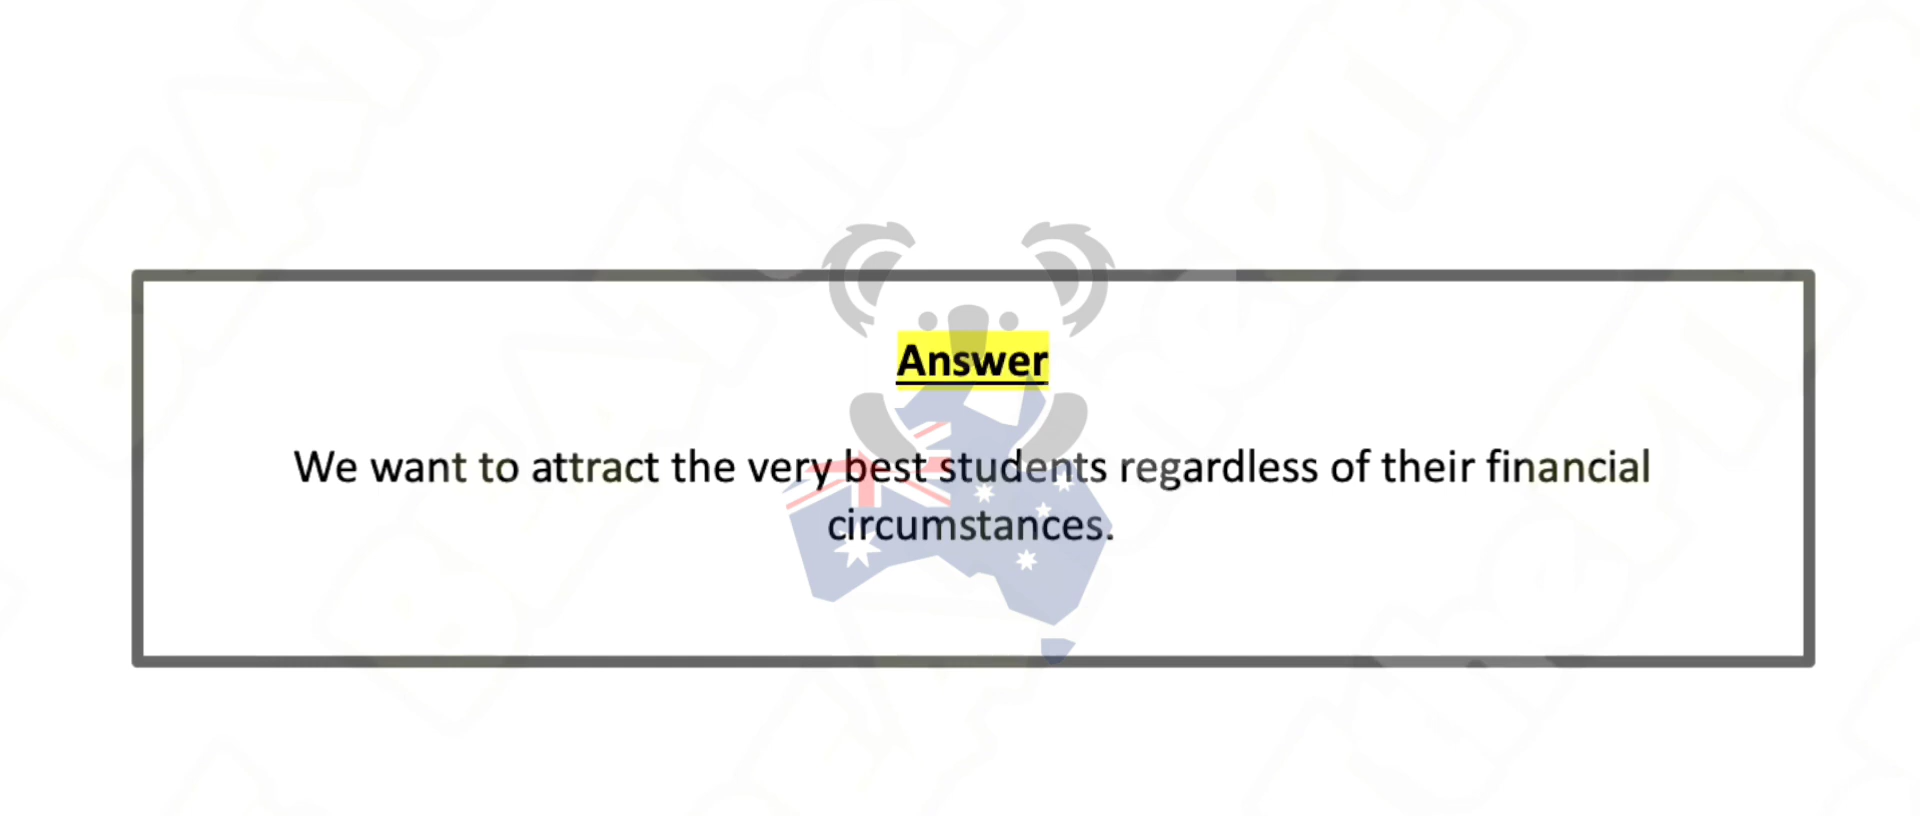 Answer
We want to attract the very best students regardless of their financial
circumstances.